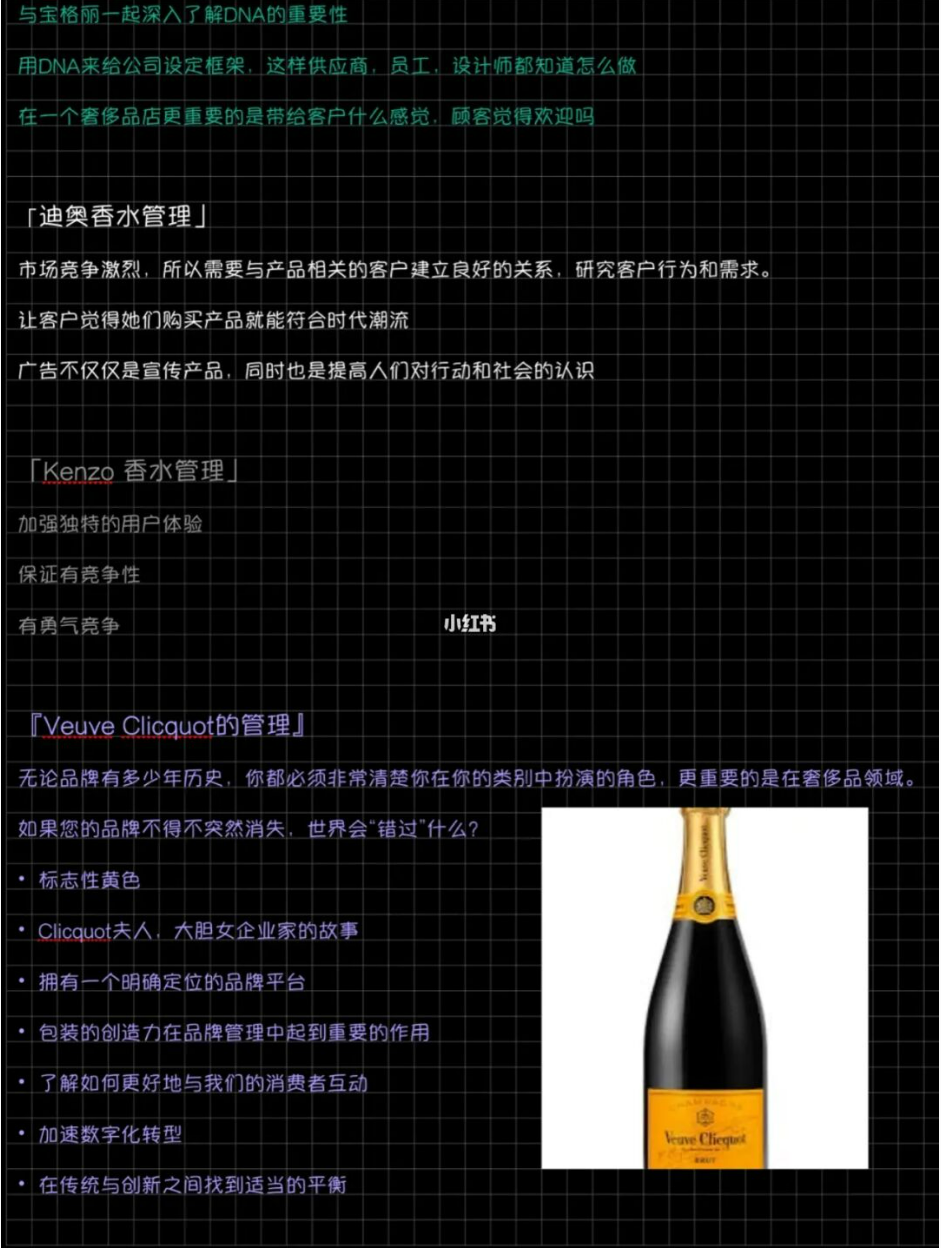 与宝格丽一起深入了解DNA的重要性
用DNA来给公司设定框架，这样供应商，员工，设计师都知道怎么做
在一个奢侈品店更重要的是带给客户什么感觉，顾客觉得欢迎吗
「迪奥香水管理」
市场竞争激烈，所以需要与产品相关的客户建立良好的关系，研究客户行为和需求。
让客户觉得她们购买产品就能符合时代潮流
广告不仅仅是宣传产品，同时也是提高人们对行动和社会的认识
「Kenzo 香水管理」
加强独特的用户体验
保证有竞争性
有勇气竞争
小红书
『Veuve Clicquot的管理』
无论品牌有多少年历史，你都必须非常清楚你在你的类别中扮演的角色，更重要的是在奢侈品领域。
如果您的品牌不得不突然消失，世界会“错过”什么？
• 标志性黄色
• Clicquot夫人，大胆女企业家的故事
• 拥有一个明确定位的品牌平台
• 包装的创造力在品牌管理中起到重要的作用
• 了解如何更好地与我们的消费者互动
• 加速数字化转型
• 在传统与创新之间找到适当的平衡
Veuve Clicquot
CHAMPAGNE
Veuve Clicquot
BRUT